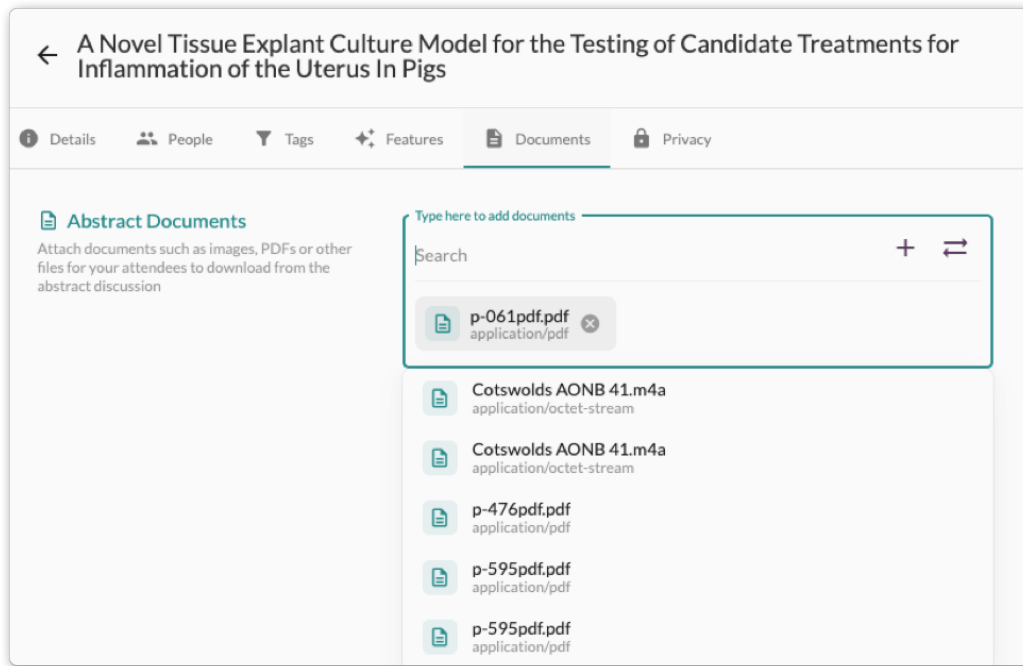 A Novel Tissue Explant Culture Model for the Testing of Candidate Treatments for
Inflammation of the Uterus In Pigs
Details People Tags Features Documents Privacy
Abstract Documents
Attach documents such as images, PDFs or other
files for your attendees to download from the
abstract discussion
Type here to add documents
Search
p-061pdf.pdf
application/pdf
Cotswolds AONB 41.m4a
application/octet-stream
Cotswolds AONB 41.m4a
application/octet-stream
p-476pdf.pdf
application/pdf
p-595pdf.pdf
application/pdf
p-595pdf.pdf
application/pdf